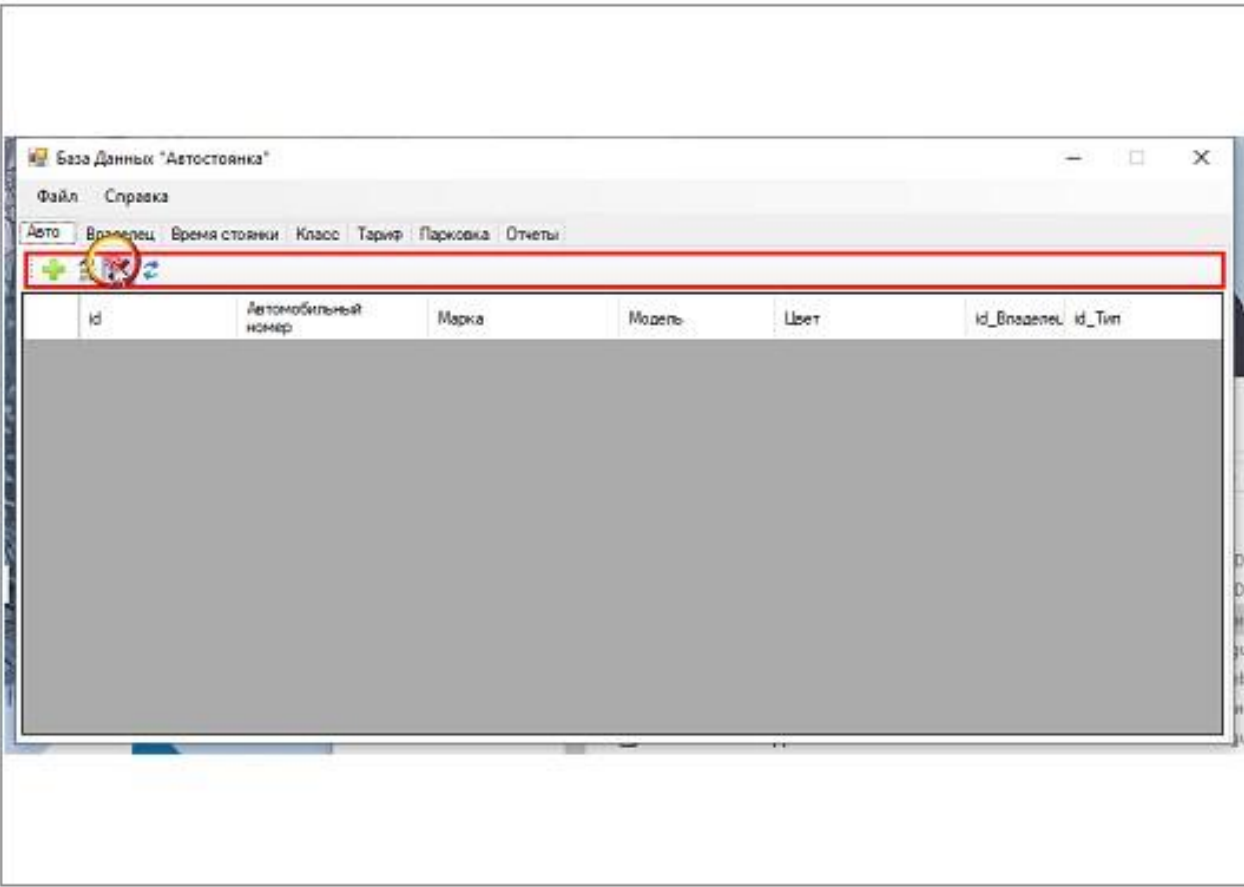 База Данных "Автостоянка"
Файл Справка
Авто Владелец Время стоянки Класс Тариф Парковка Отчеты
id Автомобильный номер Марка Модель Цвет id_Владелец id_Тип